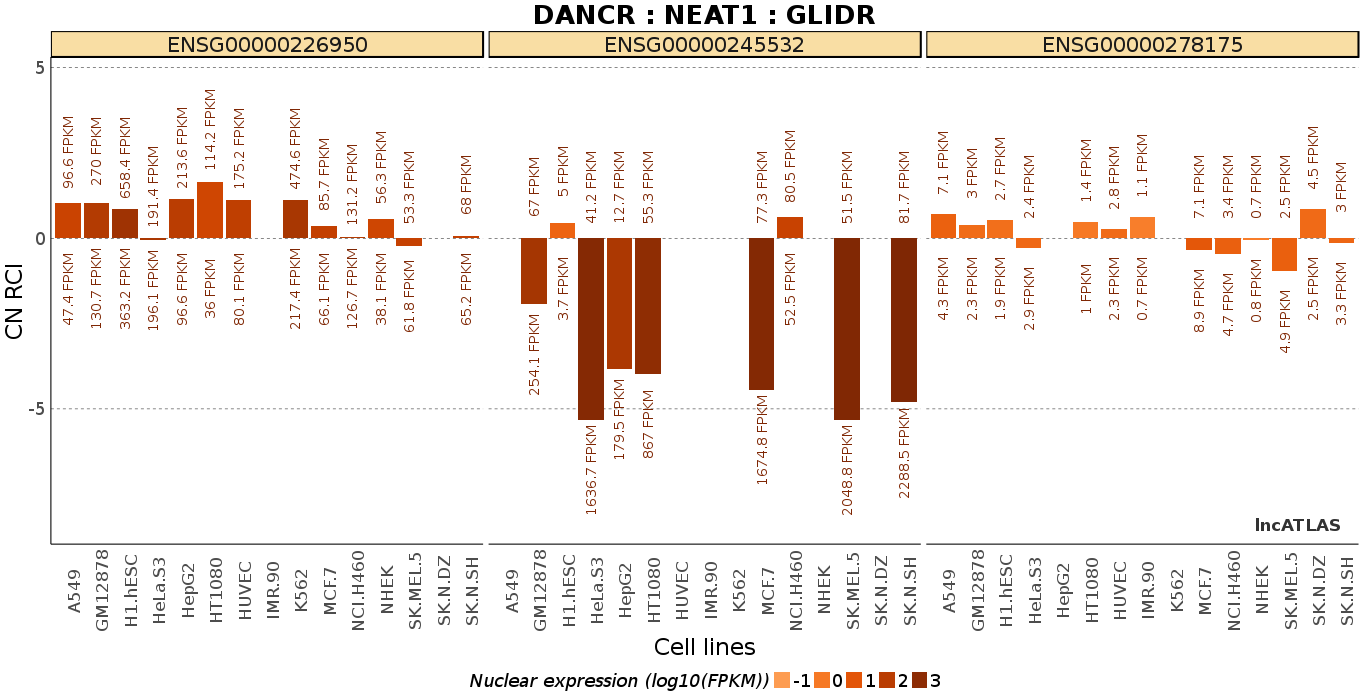 DANCR : NEAT1 : GLIDR
ENSG00000226950
ENSG00000245532
ENSG00000278175
CN RCI
5
0
-5
96.6 FPKM
270 FPKM
658.4 FPKM
191.4 FPKM
213.6 FPKM
114.2 FPKM
175.2 FPKM
474.6 FPKM
85.7 FPKM
131.2 FPKM
56.3 FPKM
53.3 FPKM
68 FPKM
47.4 FPKM
130.7 FPKM
363.2 FPKM
196.1 FPKM
96.6 FPKM
36 FPKM
80.1 FPKM
217.4 FPKM
66.1 FPKM
126.7 FPKM
38.1 FPKM
61.8 FPKM
65.2 FPKM
67 FPKM
5 FPKM
41.2 FPKM
12.7 FPKM
55.3 FPKM
77.3 FPKM
80.5 FPKM
51.5 FPKM
81.7 FPKM
254.1 FPKM
3.7 FPKM
1636.7 FPKM
179.5 FPKM
867 FPKM
1674.8 FPKM
52.5 FPKM
2048.8 FPKM
2288.5 FPKM
7.1 FPKM
3 FPKM
2.7 FPKM
2.4 FPKM
1.4 FPKM
2.8 FPKM
1.1 FPKM
7.1 FPKM
3.4 FPKM
0.7 FPKM
2.5 FPKM
4.5 FPKM
3 FPKM
4.3 FPKM
2.3 FPKM
1.9 FPKM
2.9 FPKM
1 FPKM
2.3 FPKM
0.7 FPKM
8.9 FPKM
4.7 FPKM
0.8 FPKM
4.9 FPKM
2.5 FPKM
3.3 FPKM
lncATLAS
A549
GM12878
H1.hESC
HeLa.S3
HepG2
HT1080
HUVEC
IMR.90
K562
MCF.7
NCI.H460
NHEK
SK.MEL.5
SK.N.DZ
SK.N.SH
A549
GM12878
H1.hESC
HeLa.S3
HepG2
HT1080
HUVEC
IMR.90
K562
MCF.7
NCI.H460
NHEK
SK.MEL.5
SK.N.DZ
SK.N.SH
A549
GM12878
H1.hESC
HeLa.S3
HepG2
HT1080
HUVEC
IMR.90
K562
MCF.7
NCI.H460
NHEK
SK.MEL.5
SK.N.DZ
SK.N.SH
Cell lines
Nuclear expression (log10(FPKM)) -1 0 1 2 3